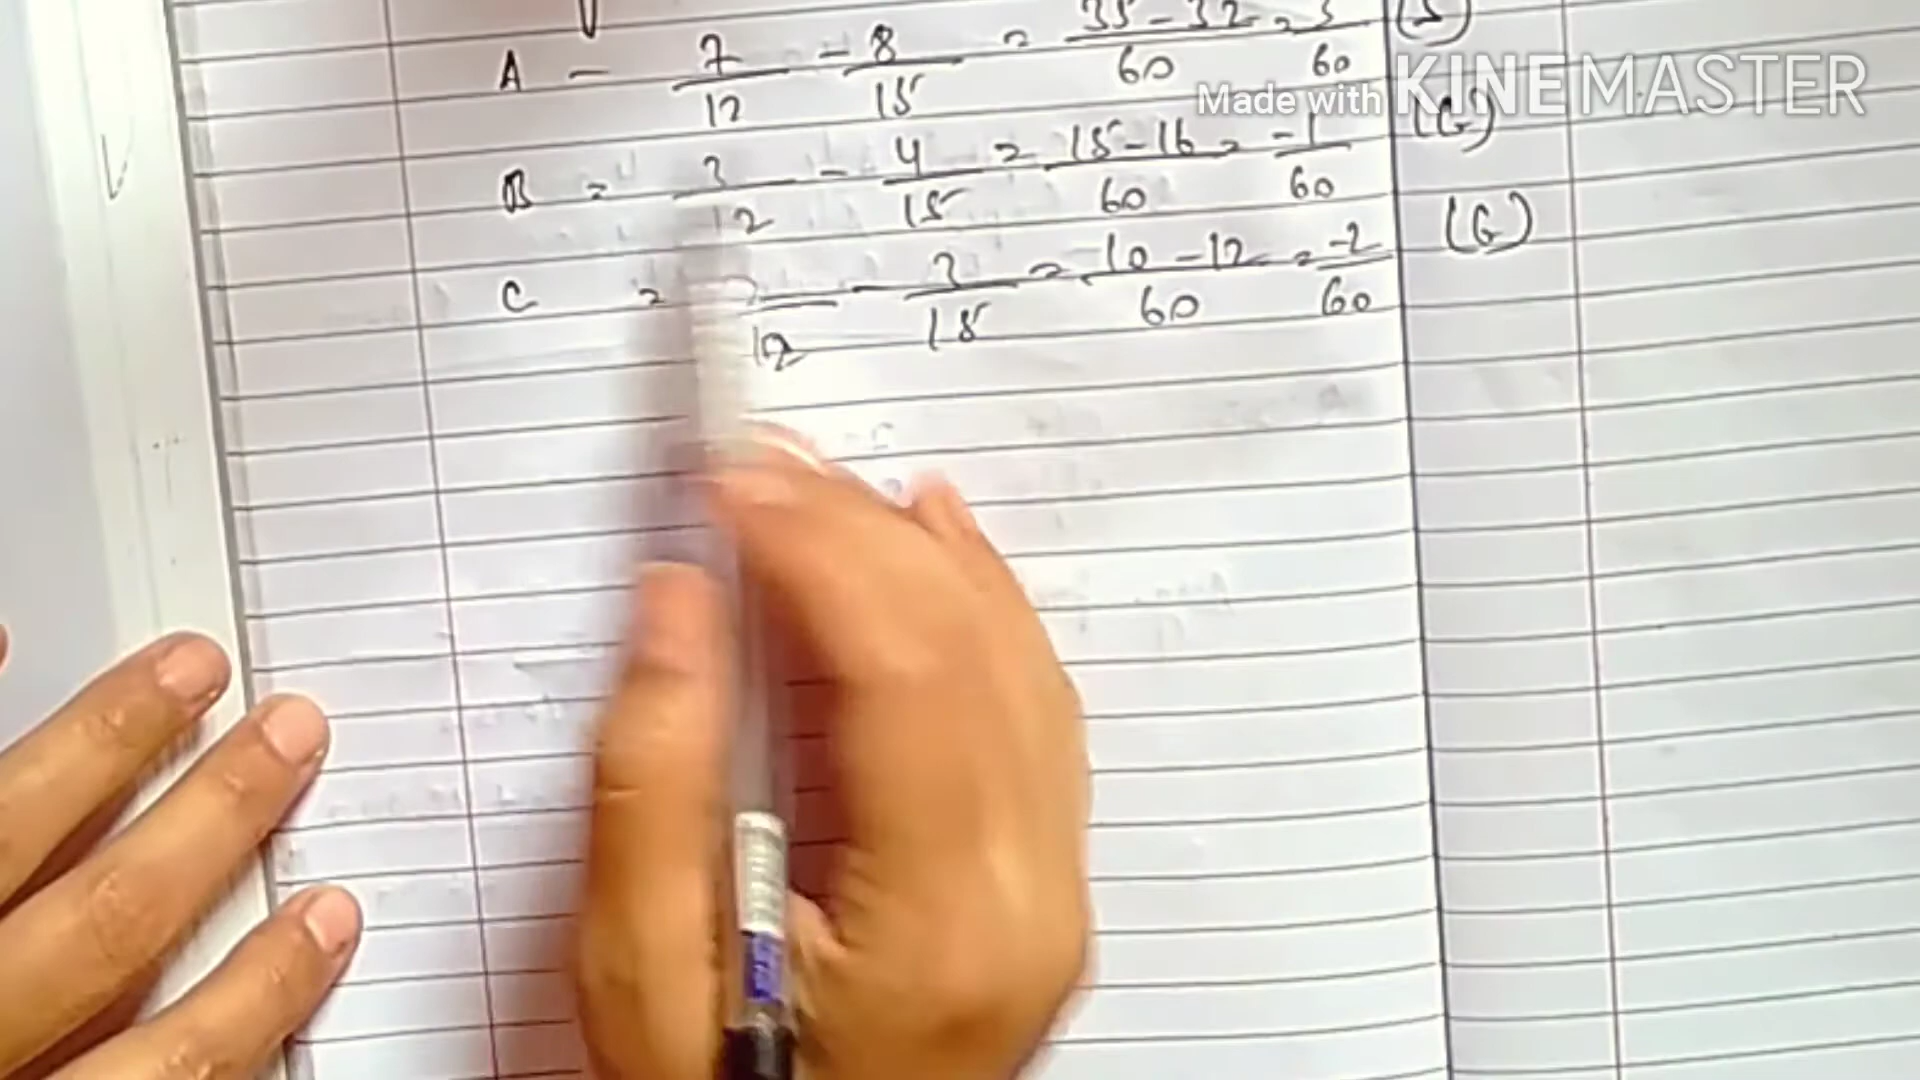 A - 7/12 - 8/15 = 35-32/60 = 3/60 (S)
Made with KINEMASTER
B = 3/12 - 4/15 = 15-16/60 = -1/60 (G)
C = /12 - 3/15 = 10-12/60 = -2/60 (G)